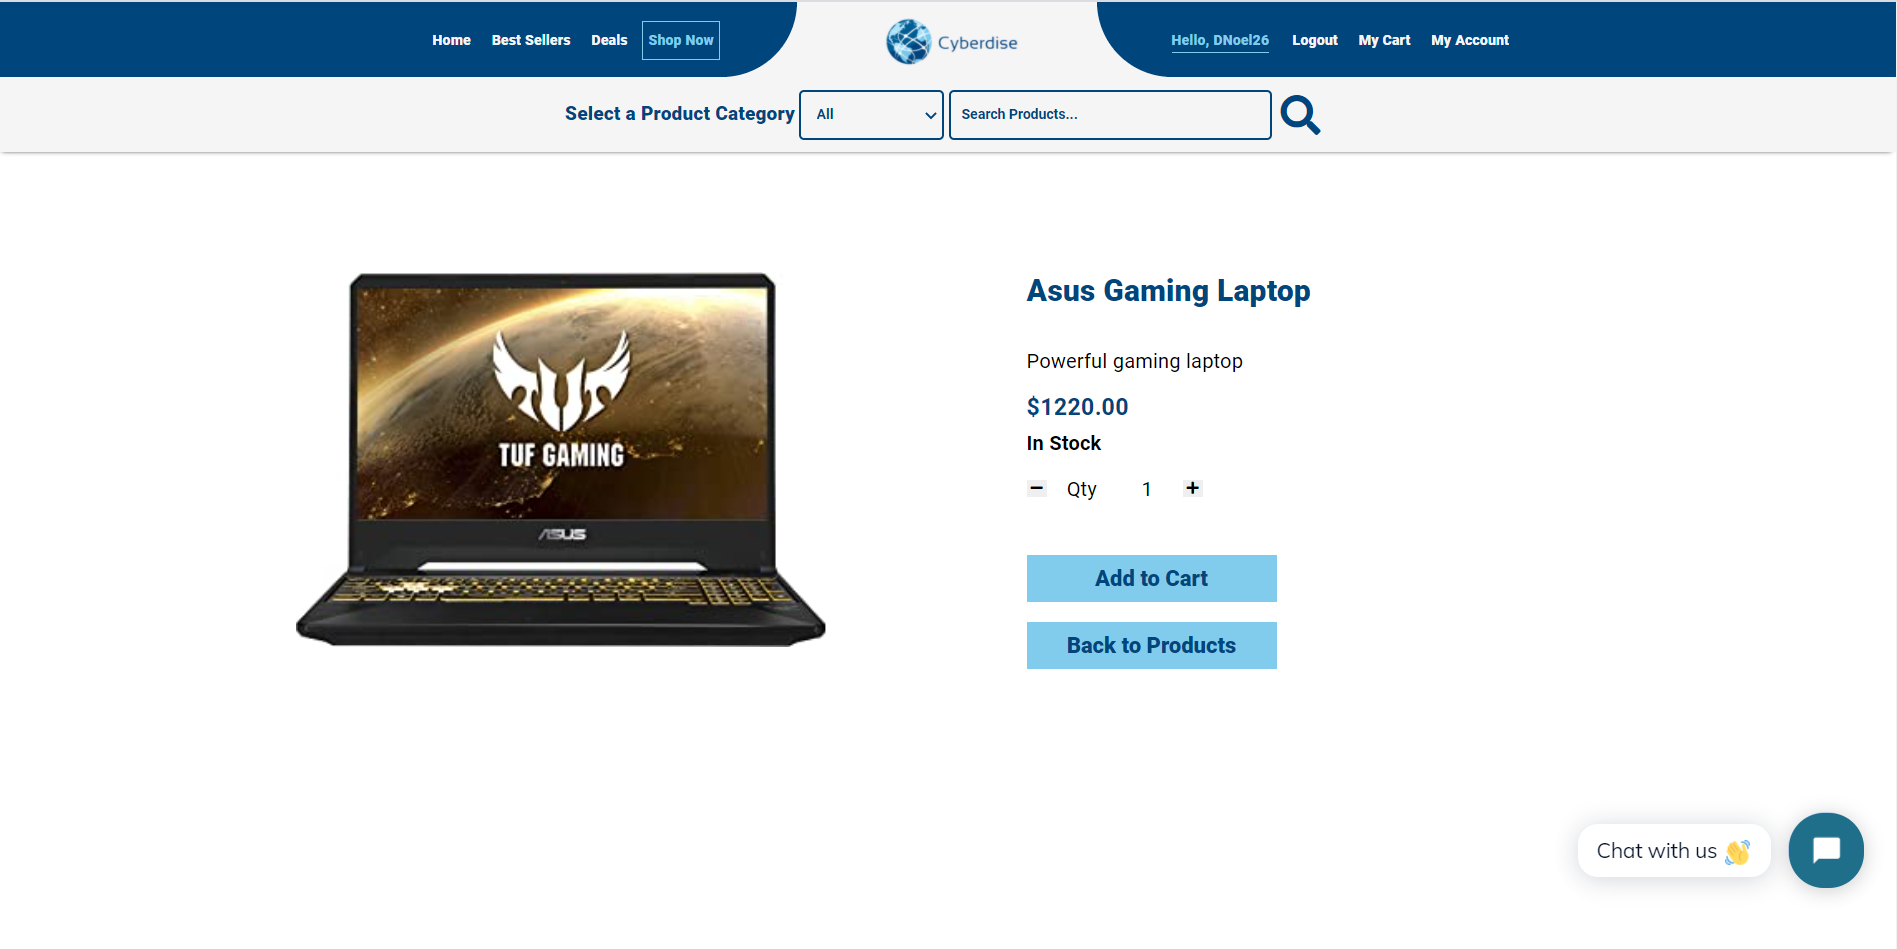 Home Best Sellers Deals Shop Now Cyberdise Hello, DNoel26 Logout My Cart My Account
Select a Product Category All Search Products...
Asus Gaming Laptop
Powerful gaming laptop
$1220.00
In Stock
− Qty 1 +
TUF GAMING
ASUS
Add to Cart
Back to Products
Chat with us 👋